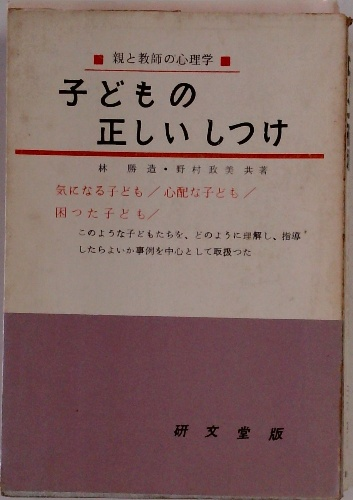 ■ 親と教師の心理学 ■
子どもの
正しいしつけ
林 勝造・野村政美 共著
気になる子ども/心配な子ども/
困つた子ども/
このような子どもたちを、どのように理解し、指導
したらよいか事例を中心として取扱つた
研文堂版